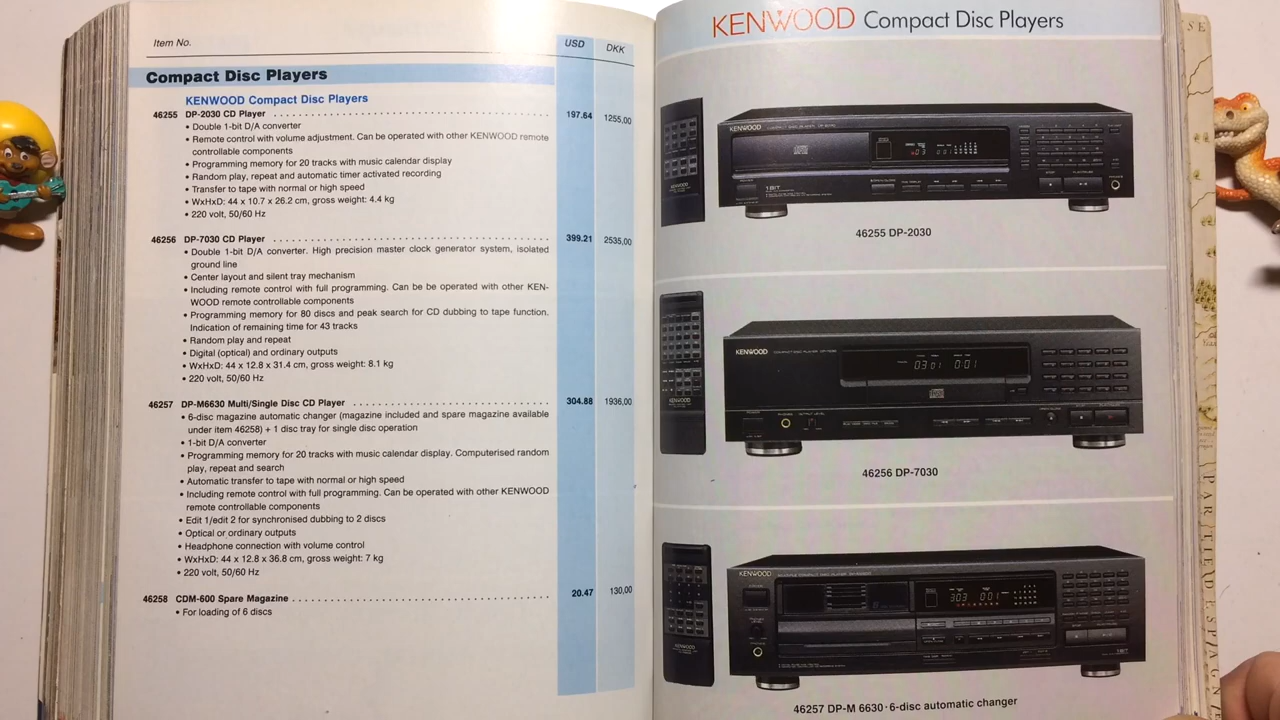 Item No.
USD
DKK
Compact Disc Players
KENWOOD Compact Disc Players
46255 DP-2030 CD Player 197.64 1255,00
• Double 1-bit D/A converter
• Remote control with volume adjustment. Can be operated with other KENWOOD remote
controllable components
• Programming memory for 20 tracks with music calendar display
• Random play, repeat and automatic timer activated recording
• Transfer to tape with normal or high speed
• WxHxD: 44 x 10.7 x 26.2 cm, gross weight: 4.4 kg
• 220 volt, 50/60 Hz
46256 DP-7030 CD Player 399.21 2535,00
• Double 1-bit D/A converter. High precision master clock generator system, isolated
ground line
• Center layout and silent tray mechanism
• Including remote control with full programming. Can be be operated with other KEN-
WOOD remote controllable components
• Programming memory for 80 discs and peak search for CD dubbing to tape function.
Indication of remaining time for 43 tracks
• Random play and repeat
• Digital (optical) and ordinary outputs
• WxHxD: 44 x 12.8 x 31.4 cm, gross weight: 8.1 kg
• 220 volt, 50/60 Hz
46257 DP-M6630 Multi/Single Disc CD Player 304.88 1936,00
• 6-disc magazine automatic changer (magazine included and spare magazine available
under item 46258) + 1 disc tray for single disc operation
• 1-bit D/A converter
• Programming memory for 20 tracks with music calendar display. Computerised random
play, repeat and search
• Automatic transfer to tape with normal or high speed
• Including remote control with full programming. Can be operated with other KENWOOD
remote controllable components
• Edit 1/edit 2 for synchronised dubbing to 2 discs
• Optical or ordinary outputs
• Headphone connection with volume control
• WxHxD: 44 x 12.8 x 36.8 cm, gross weight: 7 kg
• 220 volt, 50/60 Hz
46258 CDM-600 Spare Magazine 20.47 130,00
• For loading of 6 discs
KENWOOD Compact Disc Players
KENWOOD
1 BIT
KENWOOD
46255 DP-2030
KENWOOD
KENWOOD
46256 DP-7030
KENWOOD
KENWOOD
1 BIT
46257 DP-M 6630 · 6-disc automatic changer
PARTIE D'ESPAGNE